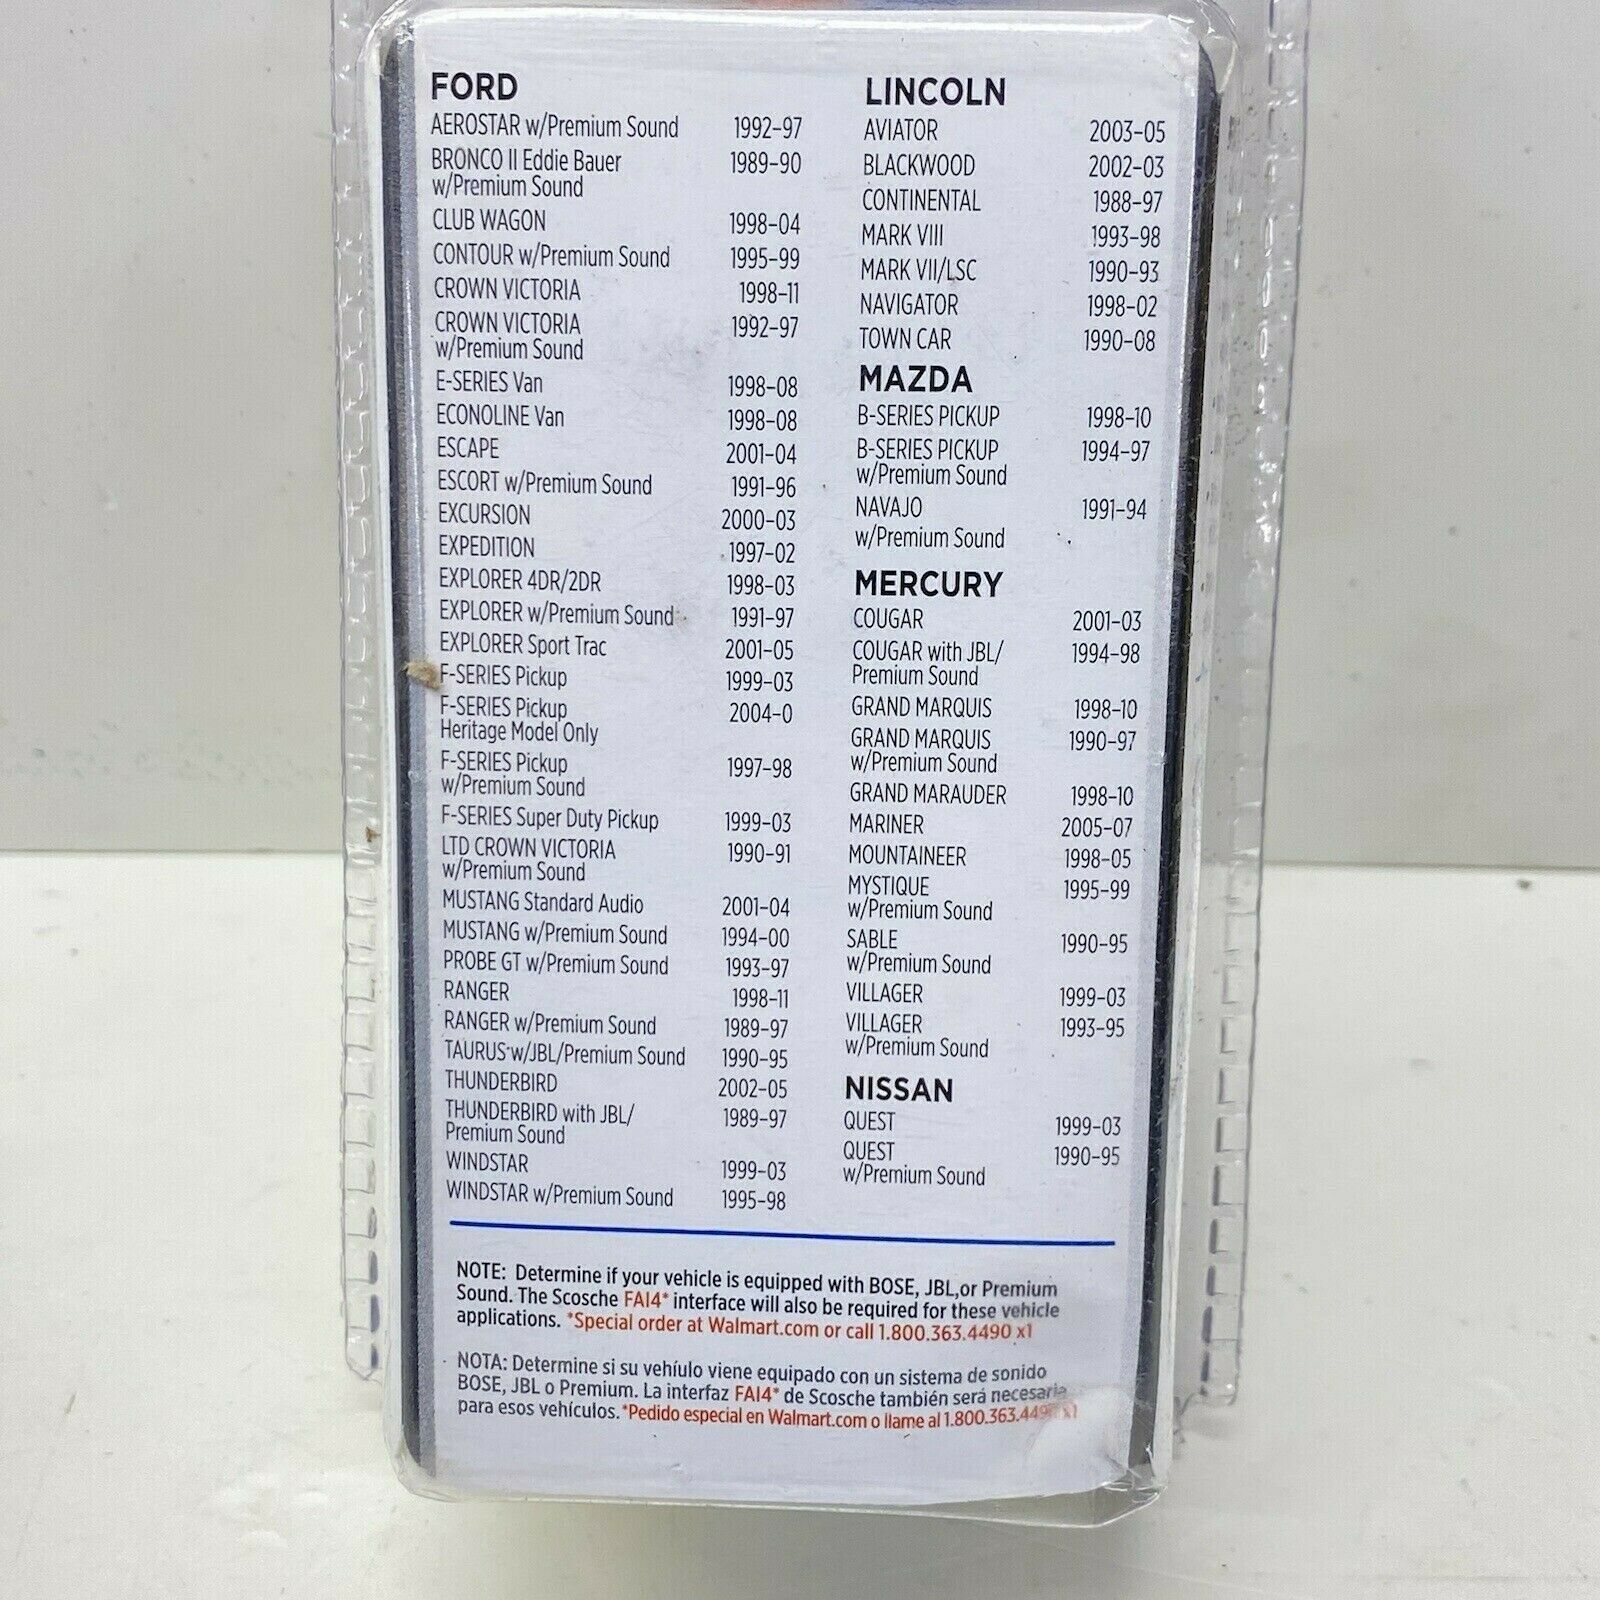 FORD
AEROSTAR w/Premium Sound 1992-97
BRONCO II Eddie Bauer 1989-90
w/Premium Sound
CLUB WAGON 1998-04
CONTOUR w/Premium Sound 1995-99
CROWN VICTORIA 1998-11
CROWN VICTORIA 1992-97
w/Premium Sound
E-SERIES Van 1998-08
ECONOLINE Van 1998-08
ESCAPE 2001-04
ESCORT w/Premium Sound 1991-96
EXCURSION 2000-03
EXPEDITION 1997-02
EXPLORER 4DR/2DR 1998-03
EXPLORER w/Premium Sound 1991-97
EXPLORER Sport Trac 2001-05
F-SERIES Pickup 1999-03
F-SERIES Pickup 2004-0
Heritage Model Only
F-SERIES Pickup 1997-98
w/Premium Sound
F-SERIES Super Duty Pickup 1999-03
LTD CROWN VICTORIA 1990-91
w/Premium Sound
MUSTANG Standard Audio 2001-04
MUSTANG w/Premium Sound 1994-00
PROBE GT w/Premium Sound 1993-97
RANGER 1998-11
RANGER w/Premium Sound 1989-97
TAURUS w/JBL/Premium Sound 1990-95
THUNDERBIRD 2002-05
THUNDERBIRD with JBL/ 1989-97
Premium Sound
WINDSTAR 1999-03
WINDSTAR w/Premium Sound 1995-98
LINCOLN
AVIATOR 2003-05
BLACKWOOD 2002-03
CONTINENTAL 1988-97
MARK VIII 1993-98
MARK VII/LSC 1990-93
NAVIGATOR 1998-02
TOWN CAR 1990-08
MAZDA
B-SERIES PICKUP 1998-10
B-SERIES PICKUP 1994-97
w/Premium Sound
NAVAJO 1991-94
w/Premium Sound
MERCURY
COUGAR 2001-03
COUGAR with JBL/ 1994-98
Premium Sound
GRAND MARQUIS 1998-10
GRAND MARQUIS 1990-97
w/Premium Sound
GRAND MARAUDER 1998-10
MARINER 2005-07
MOUNTAINEER 1998-05
MYSTIQUE 1995-99
w/Premium Sound
SABLE 1990-95
w/Premium Sound
VILLAGER 1999-03
VILLAGER 1993-95
w/Premium Sound
NISSAN
QUEST 1999-03
QUEST 1990-95
w/Premium Sound
NOTE: Determine if your vehicle is equipped with BOSE, JBL,or Premium
Sound. The Scosche FAI4* interface will also be required for these vehicle
applications. *Special order at Walmart.com or call 1.800.363.4490 x1
NOTA: Determine si su vehíulo viene equipado con un sistema de sonido
BOSE, JBL o Premium. La interfaz FAI4* de Scosche también será necesaria
para esos vehículos. *Pedido especial en Walmart.com o llame al 1.800.363.4490 x1